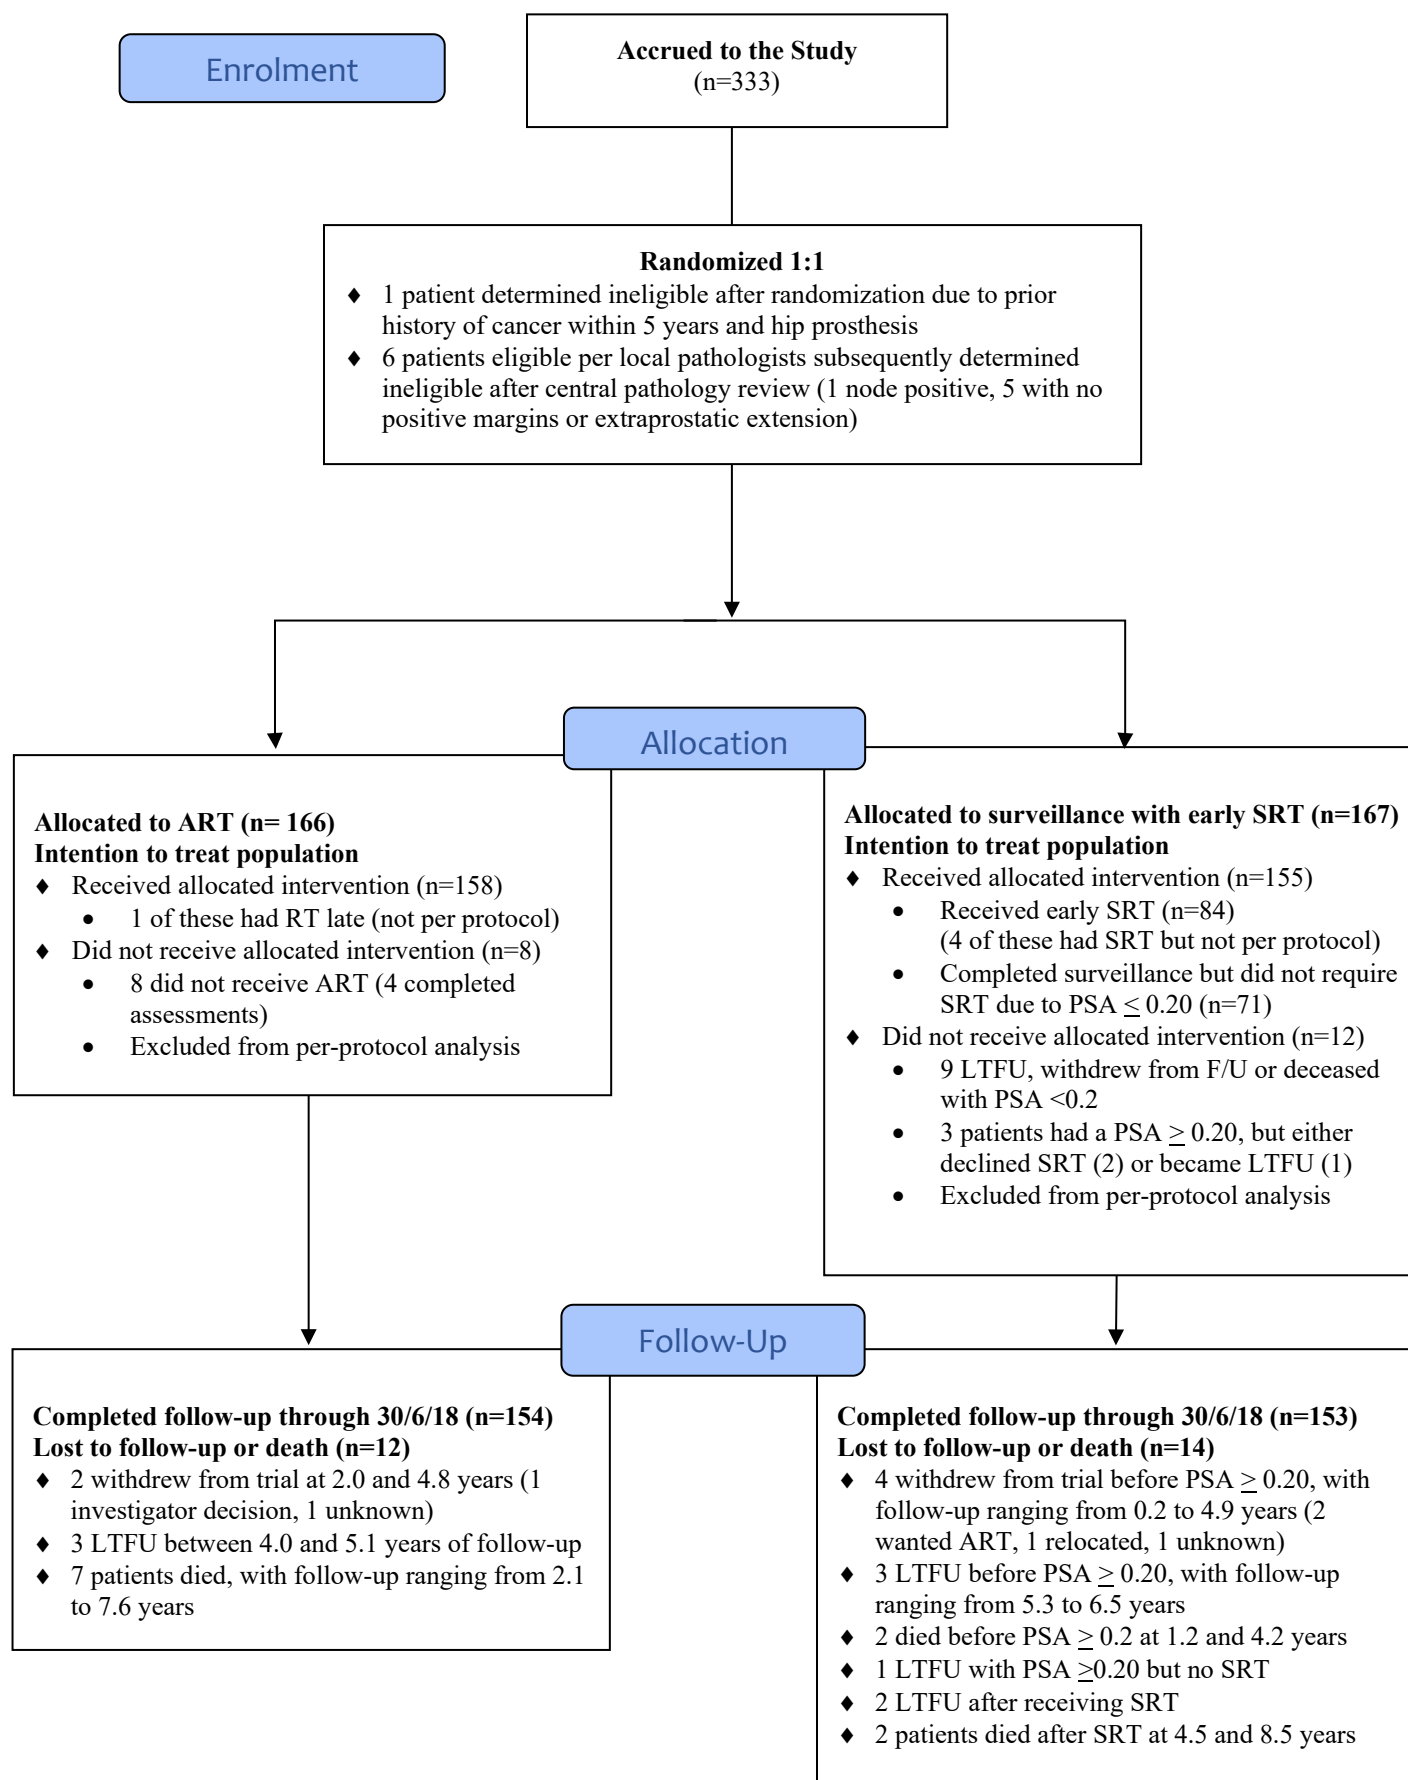 Enrolment
Accrued to the Study
(n=333)
Randomized 1:1
♦ 1 patient determined ineligible after randomization due to prior
history of cancer within 5 years and hip prosthesis
♦ 6 patients eligible per local pathologists subsequently determined
ineligible after central pathology review (1 node positive, 5 with no
positive margins or extraprostatic extension)
Allocation
Allocated to ART (n= 166)
Intention to treat population
♦ Received allocated intervention (n=158)
• 1 of these had RT late (not per protocol)
♦ Did not receive allocated intervention (n=8)
• 8 did not receive ART (4 completed
assessments)
• Excluded from per-protocol analysis
Allocated to surveillance with early SRT (n=167)
Intention to treat population
♦ Received allocated intervention (n=155)
• Received early SRT (n=84)
(4 of these had SRT but not per protocol)
• Completed surveillance but did not require
SRT due to PSA ≤ 0.20 (n=71)
♦ Did not receive allocated intervention (n=12)
• 9 LTFU, withdrew from F/U or deceased
with PSA <0.2
• 3 patients had a PSA ≥ 0.20, but either
declined SRT (2) or became LTFU (1)
• Excluded from per-protocol analysis
Follow-Up
Completed follow-up through 30/6/18 (n=154)
Lost to follow-up or death (n=12)
♦ 2 withdrew from trial at 2.0 and 4.8 years (1
investigator decision, 1 unknown)
♦ 3 LTFU between 4.0 and 5.1 years of follow-up
♦ 7 patients died, with follow-up ranging from 2.1
to 7.6 years
Completed follow-up through 30/6/18 (n=153)
Lost to follow-up or death (n=14)
♦ 4 withdrew from trial before PSA ≥ 0.20, with
follow-up ranging from 0.2 to 4.9 years (2
wanted ART, 1 relocated, 1 unknown)
♦ 3 LTFU before PSA ≥ 0.20, with follow-up
ranging from 5.3 to 6.5 years
♦ 2 died before PSA ≥ 0.2 at 1.2 and 4.2 years
♦ 1 LTFU with PSA ≥0.20 but no SRT
♦ 2 LTFU after receiving SRT
♦ 2 patients died after SRT at 4.5 and 8.5 years